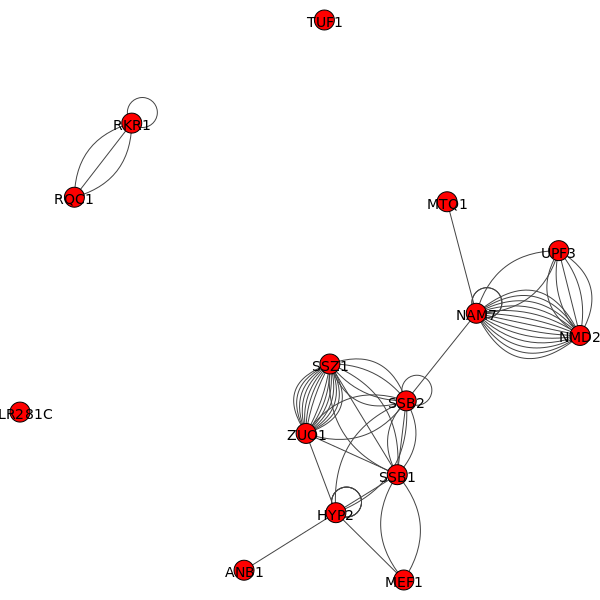 TUF1
RKR1
RQC1
MTQ1
UPF3
NAM7
NMD2
SSZ1
SSB2
LR281C
ZUO1
SSB1
HYP2
ANB1
MEF1